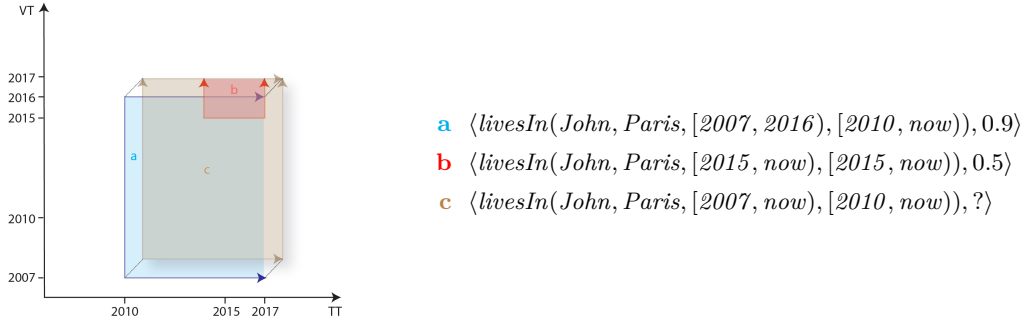 VT
2017
2016
2015
2010
2007
a
b
c
2010 2015 2017 TT
a ⟨livesIn(John, Paris, [2007, 2016), [2010, now)), 0.9⟩
b ⟨livesIn(John, Paris, [2015, now), [2015, now)), 0.5⟩
c ⟨livesIn(John, Paris, [2007, now), [2010, now)), ?⟩